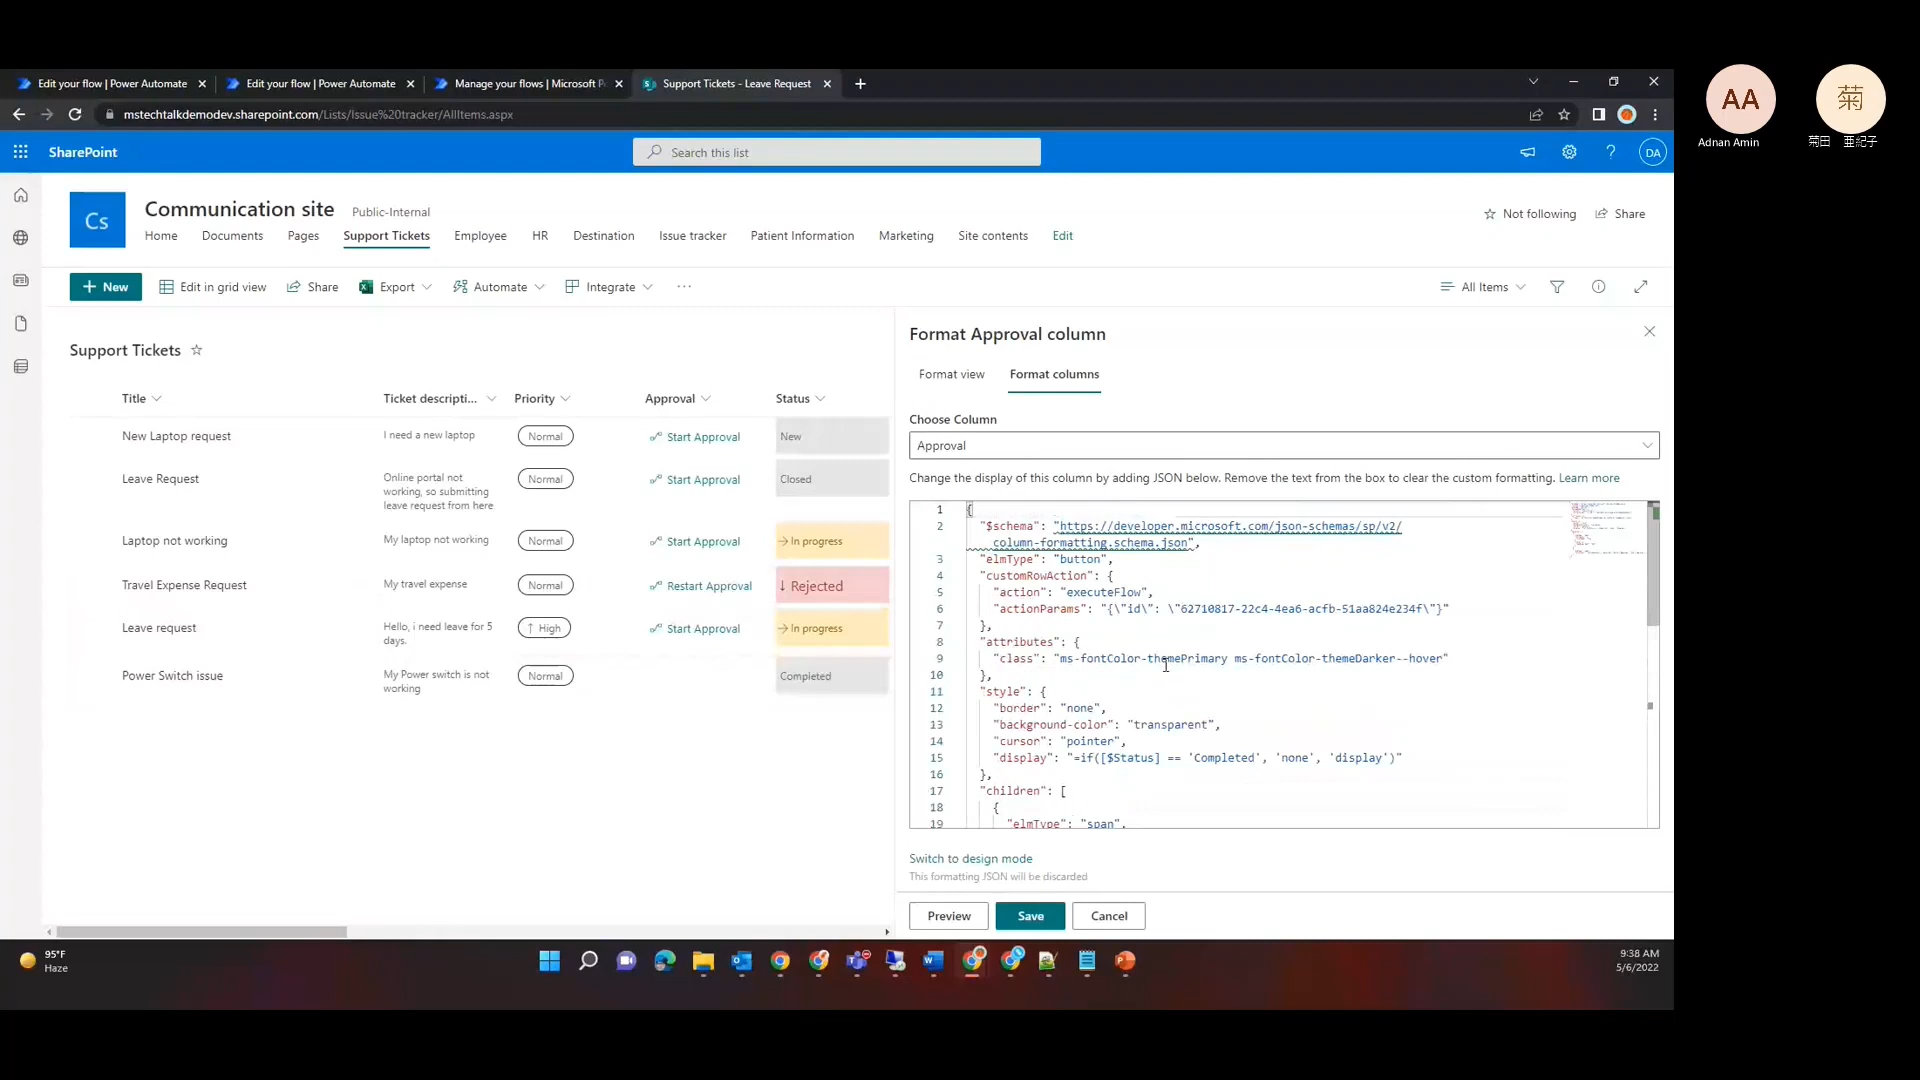 Edit your flow | Power Automate
Edit your flow | Power Automate
Manage your flows | Microsoft P
Support Tickets - Leave Request
mstechtalkdemodev.sharepoint.com/Lists/Issue%20tracker/AllItems.aspx
SharePoint
Search this list
DA
AA
菊
Adnan Amin
菊田 亜紀子
Cs
Communication site
Public-Internal
Not following
Share
Home
Documents
Pages
Support Tickets
Employee
HR
Destination
Issue tracker
Patient Information
Marketing
Site contents
Edit
New
Edit in grid view
Share
Export
Automate
Integrate
All Items
Support Tickets
Title
Ticket descripti...
Priority
Approval
Status
New Laptop request
I need a new laptop
Normal
Start Approval
New
Leave Request
Online portal not
working, so submitting
leave request from here
Normal
Start Approval
Closed
Laptop not working
My laptop not working
Normal
Start Approval
In progress
Travel Expense Request
My travel expense
Normal
Restart Approval
Rejected
Leave request
Hello, i need leave for 5
days.
High
Start Approval
In progress
Power Switch issue
My Power switch is not
working
Normal
Completed
Format Approval column
Format view
Format columns
Choose Column
Approval
Change the display of this column by adding JSON below. Remove the text from the box to clear the custom formatting. Learn more
1 {
2 "$schema": "https://developer.microsoft.com/json-schemas/sp/v2/
column-formatting.schema.json",
3 "elmType": "button",
4 "customRowAction": {
5 "action": "executeFlow",
6 "actionParams": "{\"id\": \"62710817-22c4-4ea6-acfb-51aa824e234f\"}"
7 },
8 "attributes": {
9 "class": "ms-fontColor-themePrimary ms-fontColor-themeDarker--hover"
10 },
11 "style": {
12 "border": "none",
13 "background-color": "transparent",
14 "cursor": "pointer",
15 "display": "=if([$Status] == 'Completed', 'none', 'display')"
16 },
17 "children": [
18 {
19 "elmType": "span",
Switch to design mode
This formatting JSON will be discarded
Preview
Save
Cancel
95°F
Haze
9:38 AM
5/6/2022